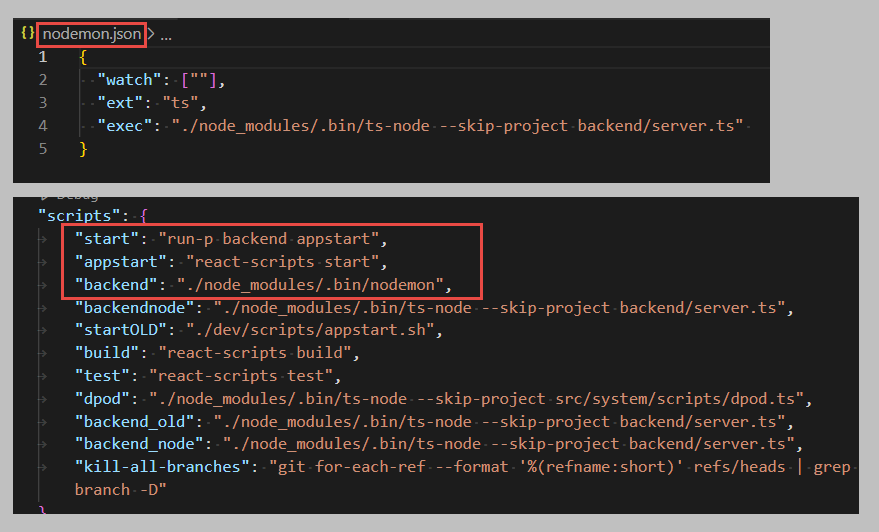 {} nodemon.json > ...
1 {
2 "watch": [""],
3 "ext": "ts",
4 "exec": "./node_modules/.bin/ts-node --skip-project backend/server.ts"
5 }
Debug
"scripts": {
"start": "run-p backend appstart",
"appstart": "react-scripts start",
"backend": "./node_modules/.bin/nodemon",
"backendnode": "./node_modules/.bin/ts-node --skip-project backend/server.ts",
"startOLD": "./dev/scripts/appstart.sh",
"build": "react-scripts build",
"test": "react-scripts test",
"dpod": "./node_modules/.bin/ts-node --skip-project src/system/scripts/dpod.ts",
"backend_old": "./node_modules/.bin/ts-node --skip-project backend/server.ts",
"backend_node": "./node_modules/.bin/ts-node --skip-project backend/server.ts",
"kill-all-branches": "git for-each-ref --format '%(refname:short)' refs/heads | grep
branch -D"
}